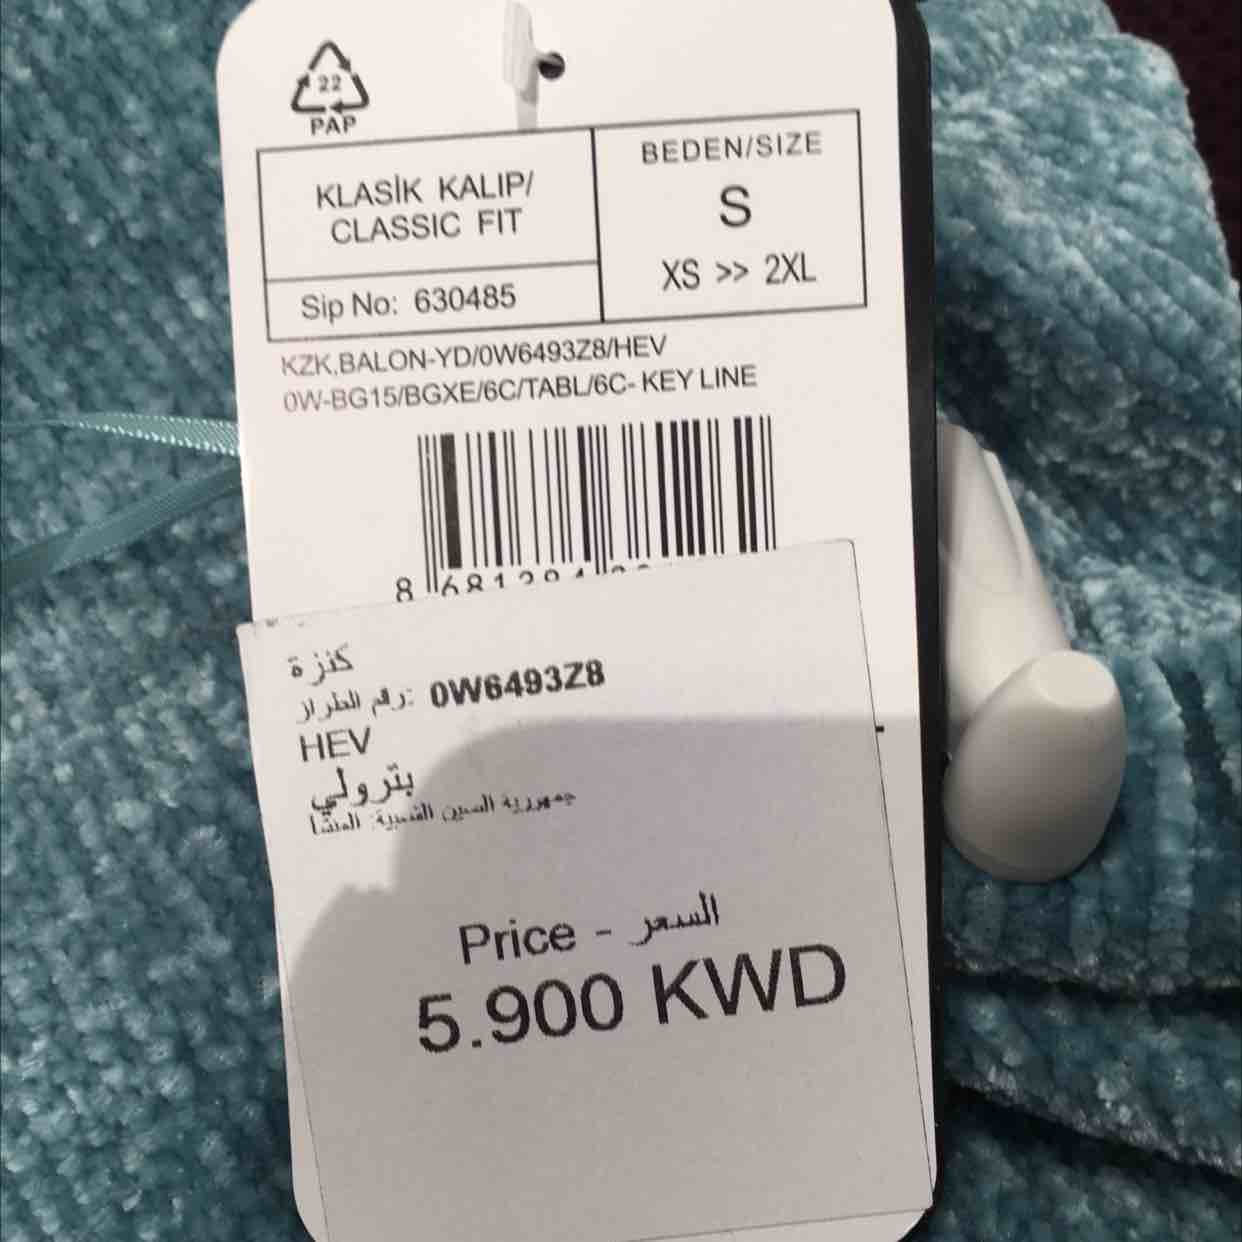 22
PAP
KLASİK KALIP/
CLASSIC FIT
BEDEN/SIZE
S
XS >> 2XL
Sip No: 630485
KZK,BALON-YD/0W6493Z8/HEV
0W-BG15/BGXE/6C/TABL/6C- KEY LINE
8 681294
كنزة
رقم الطراز: 0W6493Z8
HEV
بترولي
المنشأ: جمهورية الصين الشعبية
Price - السعر
5.900 KWD